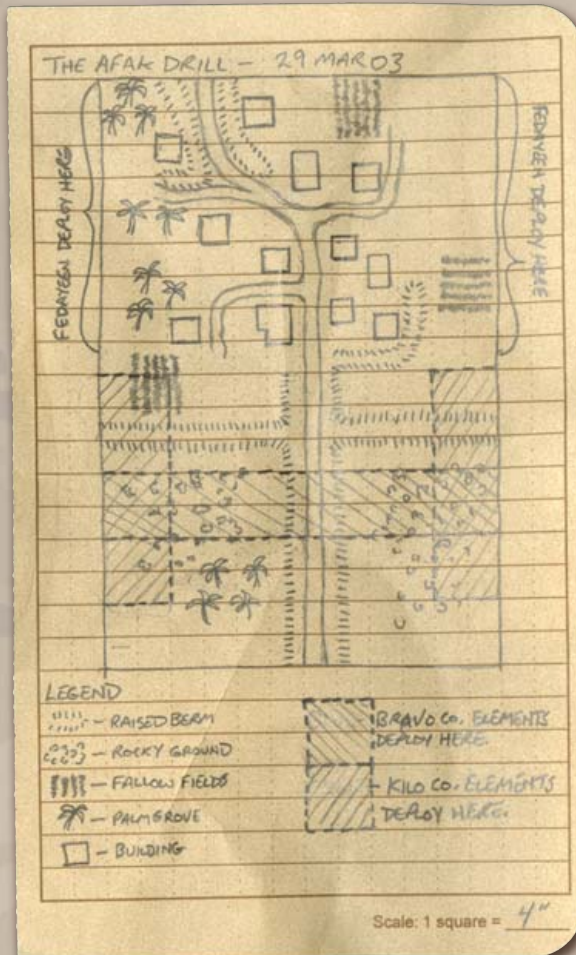 THE AFAK DRILL - 29 MAR 03
FEDAYEEN DEPLOY HERE
FEDAYEEN DEPLOY HERE
LEGEND
- RAISED BERM
- ROCKY GROUND
- FALLOW FIELDS
- PALM GROVE
- BUILDING
BRAVO CO. ELEMENTS
DEPLOY HERE.
- KILO CO. ELEMENTS
DEPLOY HERE.
Scale: 1 square = 4"